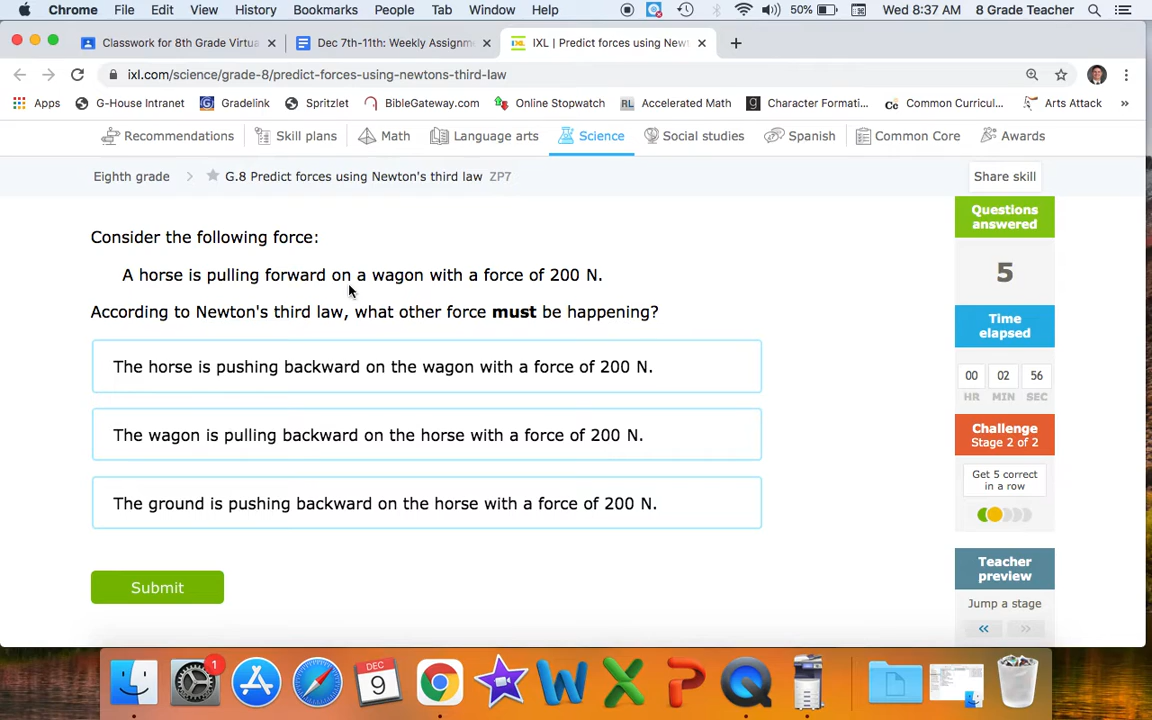 Chrome File Edit View History Bookmarks People Tab Window Help 50% Wed 8:37 AM 8 Grade Teacher
Classwork for 8th Grade Virtua × Dec 7th-11th: Weekly Assignm × IXL | Predict forces using Newt × +
ixl.com/science/grade-8/predict-forces-using-newtons-third-law
Apps G-House Intranet Gradelink Spritzlet BibleGateway.com Online Stopwatch RL Accelerated Math Character Formati... Cc Common Curricul... Arts Attack »
Recommendations Skill plans Math Language arts Science Social studies Spanish Common Core Awards
Eighth grade > G.8 Predict forces using Newton's third law ZP7 Share skill
Consider the following force:
A horse is pulling forward on a wagon with a force of 200 N.
According to Newton's third law, what other force must be happening?
The horse is pushing backward on the wagon with a force of 200 N.
The wagon is pulling backward on the horse with a force of 200 N.
The ground is pushing backward on the horse with a force of 200 N.
Submit
Questions
answered
5
Time
elapsed
00 02 56
HR MIN SEC
Challenge
Stage 2 of 2
Get 5 correct
in a row
Teacher
preview
Jump a stage
« »
1
DEC
9